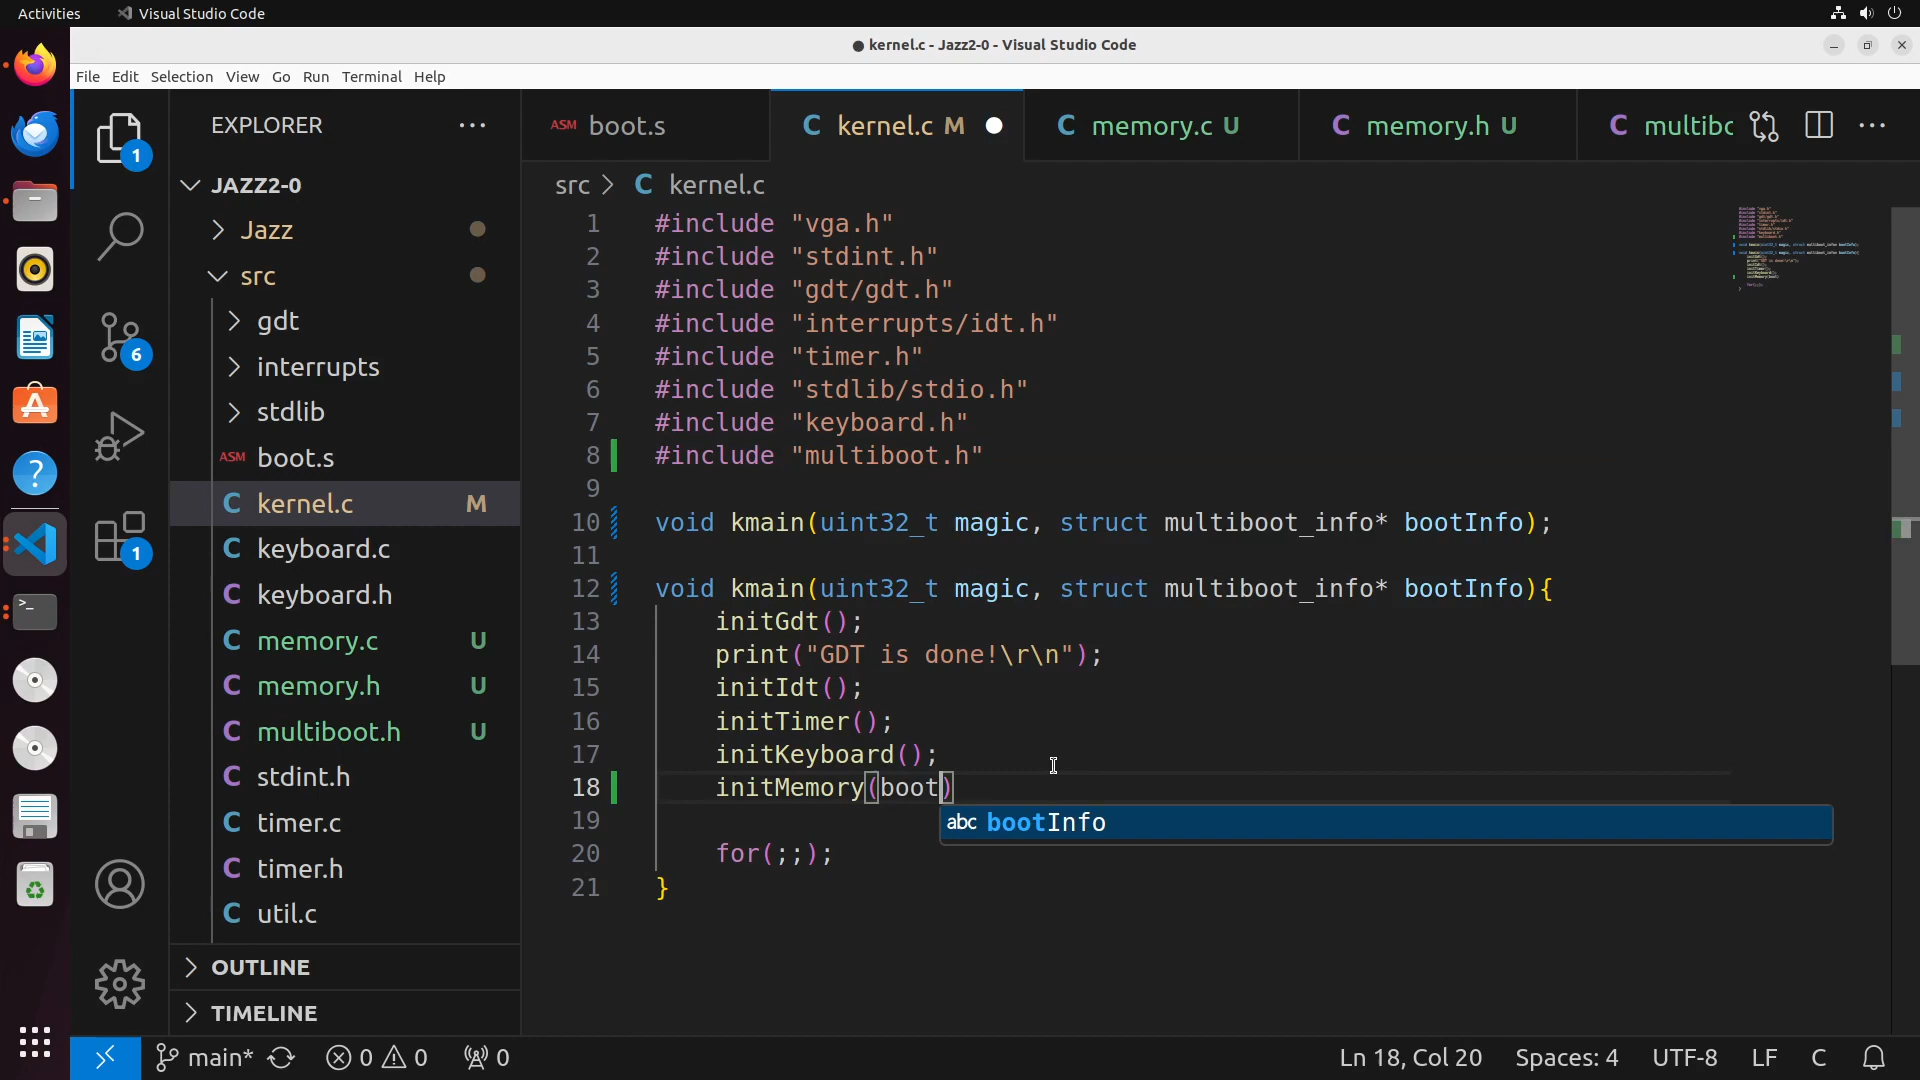 Activities
Visual Studio Code
● kernel.c - Jazz2-0 - Visual Studio Code
File Edit Selection View Go Run Terminal Help
1
6
1
EXPLORER
JAZZ2-0
Jazz
src
gdt
interrupts
stdlib
ASM boot.s
C kernel.c M
C keyboard.c
C keyboard.h
C memory.c U
C memory.h U
C multiboot.h U
C stdint.h
C timer.c
C timer.h
C util.c
OUTLINE
TIMELINE
ASM boot.s
C kernel.c M
C memory.c U
C memory.h U
C multibo
src > C kernel.c
1 #include "vga.h"
2 #include "stdint.h"
3 #include "gdt/gdt.h"
4 #include "interrupts/idt.h"
5 #include "timer.h"
6 #include "stdlib/stdio.h"
7 #include "keyboard.h"
8 #include "multiboot.h"
9
10 void kmain(uint32_t magic, struct multiboot_info* bootInfo);
11
12 void kmain(uint32_t magic, struct multiboot_info* bootInfo){
13 initGdt();
14 print("GDT is done!\r\n");
15 initIdt();
16 initTimer();
17 initKeyboard();
18 initMemory(boot)
abc bootInfo
19
20 for(;;);
21 }
main* 0 0 0
Ln 18, Col 20 Spaces: 4 UTF-8 LF C